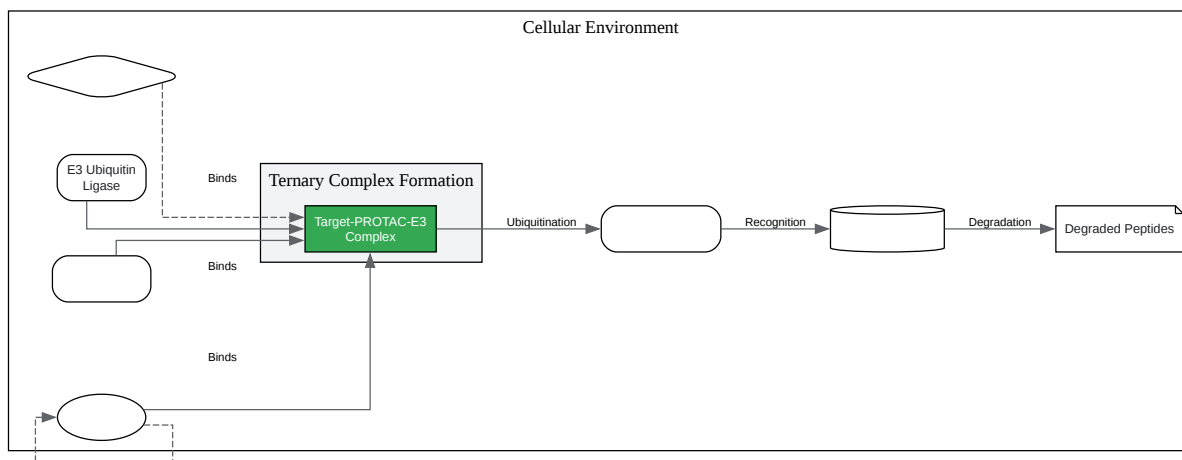 Cellular Environment
E3 Ubiquitin
Ligase
Binds
Ternary Complex Formation
Target-PROTAC-E3
Complex
Ubiquitination
Recognition
Degradation
Degraded Peptides
Binds
Binds